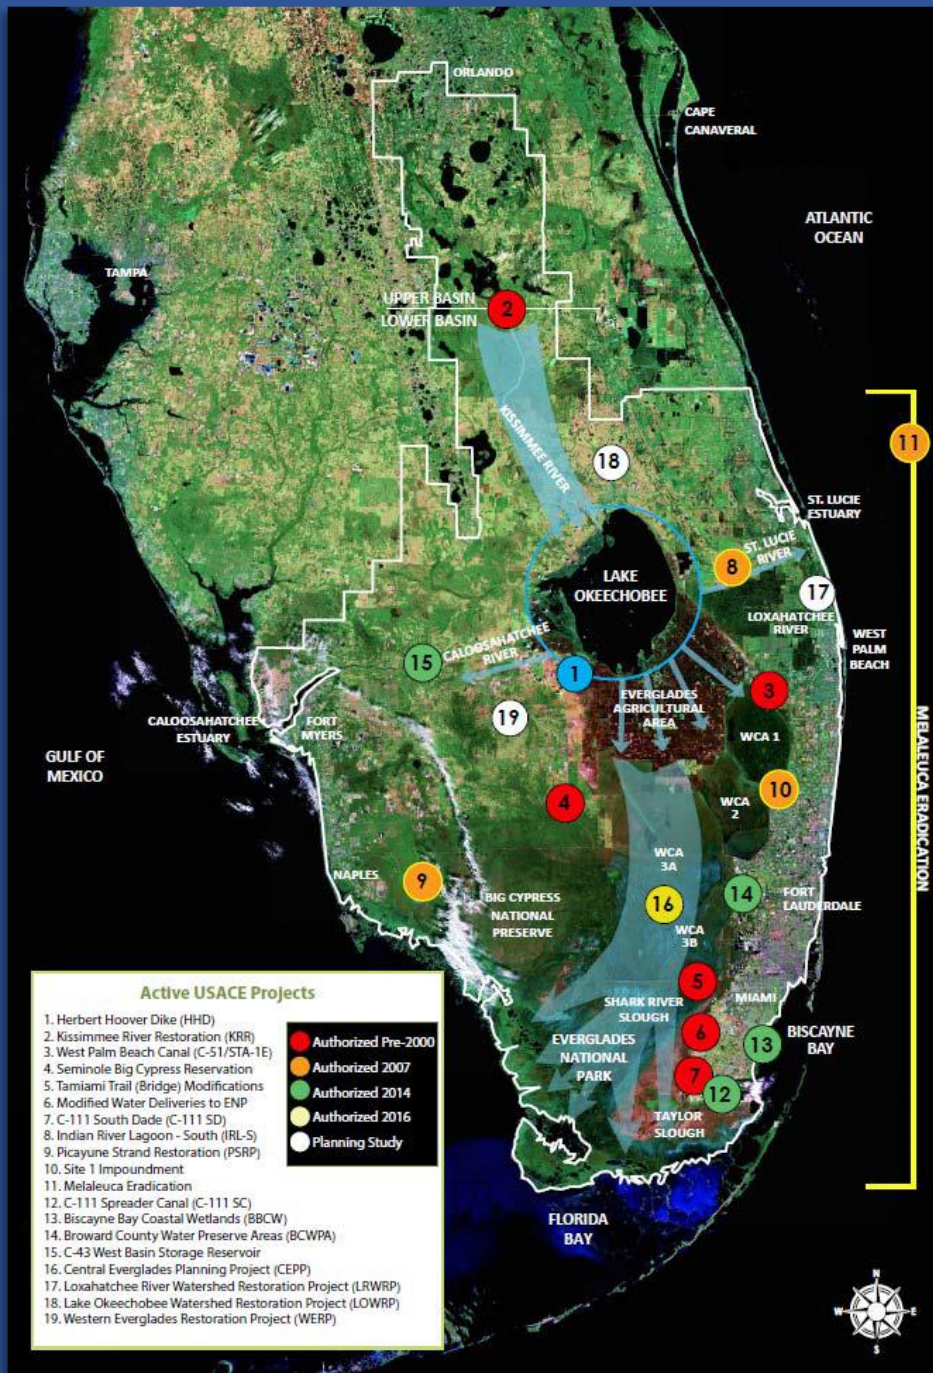 ORLANDO
CAPE
CANAVERAL
ATLANTIC
OCEAN
TAMPA
UPPER BASIN
LOWER BASIN
2
KISSIMMEE RIVER
18
11
ST. LUCIE
ESTUARY
ST. LUCIE
RIVER
8
LAKE
OKEECHOBEE
17
LOXAHATCHEE
RIVER
WEST
PALM
BEACH
CALOOSAHATCHEE
RIVER
15
1
3
EVERGLADES
AGRICULTURAL
AREA
19
CALOOSAHATCHEE
ESTUARY
FORT
MYERS
WCA 1
GULF OF
MEXICO
MELALEUCA ERADICATION
10
4
WCA
2
WCA
3A
NAPLES
9
BIG CYPRESS
NATIONAL
PRESERVE
16
14
FORT
LAUDERDALE
WCA
3B
5
SHARK RIVER
SLOUGH
MIAMI
6
BISCAYNE
BAY
13
EVERGLADES
NATIONAL
PARK
7
12
TAYLOR
SLOUGH
FLORIDA
BAY
Active USACE Projects
1. Herbert Hoover Dike (HHD)
2. Kissimmee River Restoration (KRR)
3. West Palm Beach Canal (C-51/STA-1E)
4. Seminole Big Cypress Reservation
5. Tamiami Trail (Bridge) Modifications
6. Modified Water Deliveries to ENP
7. C-111 South Dade (C-111 SD)
8. Indian River Lagoon - South (IRL-S)
9. Picayune Strand Restoration (PSRP)
10. Site 1 Impoundment
11. Melaleuca Eradication
12. C-111 Spreader Canal (C-111 SC)
13. Biscayne Bay Coastal Wetlands (BBCW)
14. Broward County Water Preserve Areas (BCWPA)
15. C-43 West Basin Storage Reservoir
16. Central Everglades Planning Project (CEPP)
17. Loxahatchee River Watershed Restoration Project (LRWRP)
18. Lake Okeechobee Watershed Restoration Project (LOWRP)
19. Western Everglades Restoration Project (WERP)
Authorized Pre-2000
Authorized 2007
Authorized 2014
Authorized 2016
Planning Study
N
W
E
S